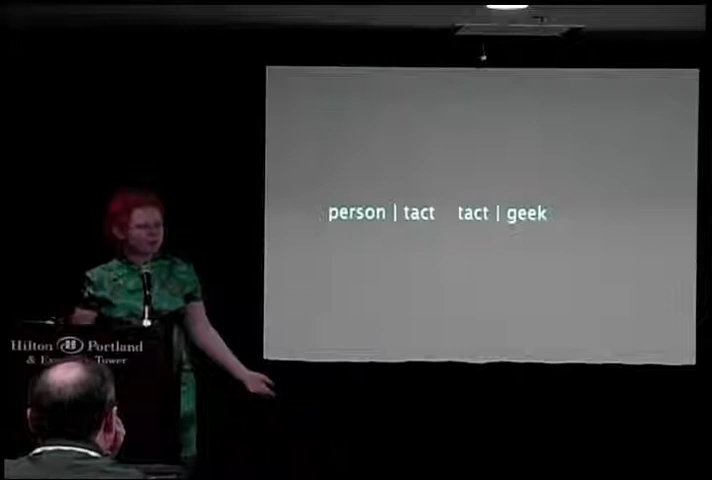 person | tact tact | geek
Hilton Portland
& Executive Tower